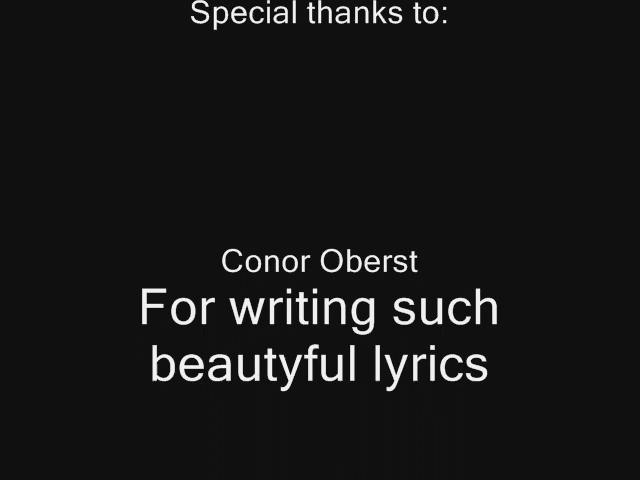 Special thanks to:
Conor Oberst
For writing such
beautyful lyrics